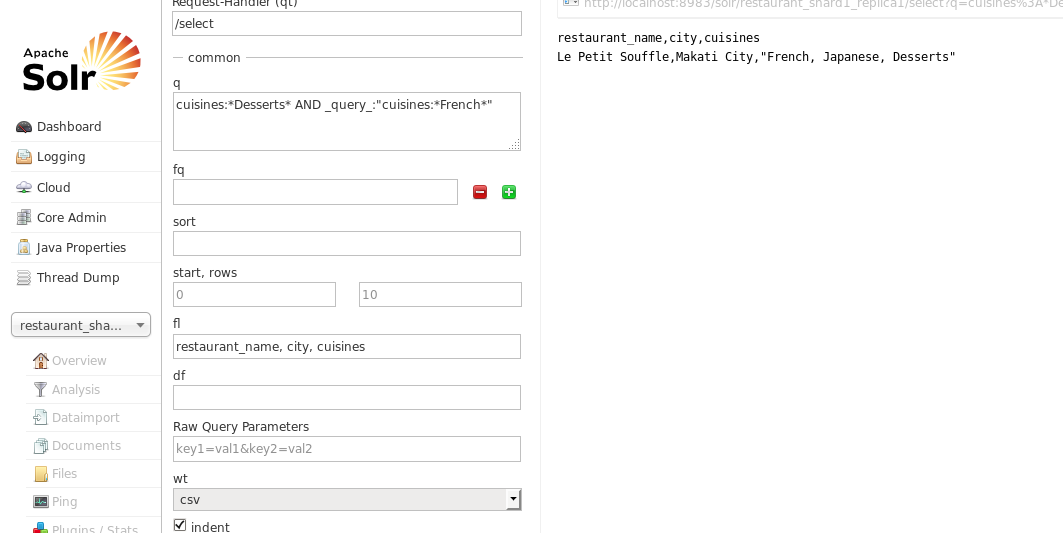 Request-Handler (qt)
/select
common
q
cuisines:*Desserts* AND _query_:"cuisines:*French*"
fq
sort
start, rows
0
10
fl
restaurant_name, city, cuisines
df
Raw Query Parameters
key1=val1&key2=val2
wt
csv
indent
Apache
Solr
Dashboard
Logging
Cloud
Core Admin
Java Properties
Thread Dump
restaurant_sha...
Overview
Analysis
Dataimport
Documents
Files
Ping
Plugins / Stats
http://localhost:8983/solr/restaurant_shard1_replica1/select?q=cuisines%3A*De
restaurant_name,city,cuisines
Le Petit Souffle,Makati City,"French, Japanese, Desserts"